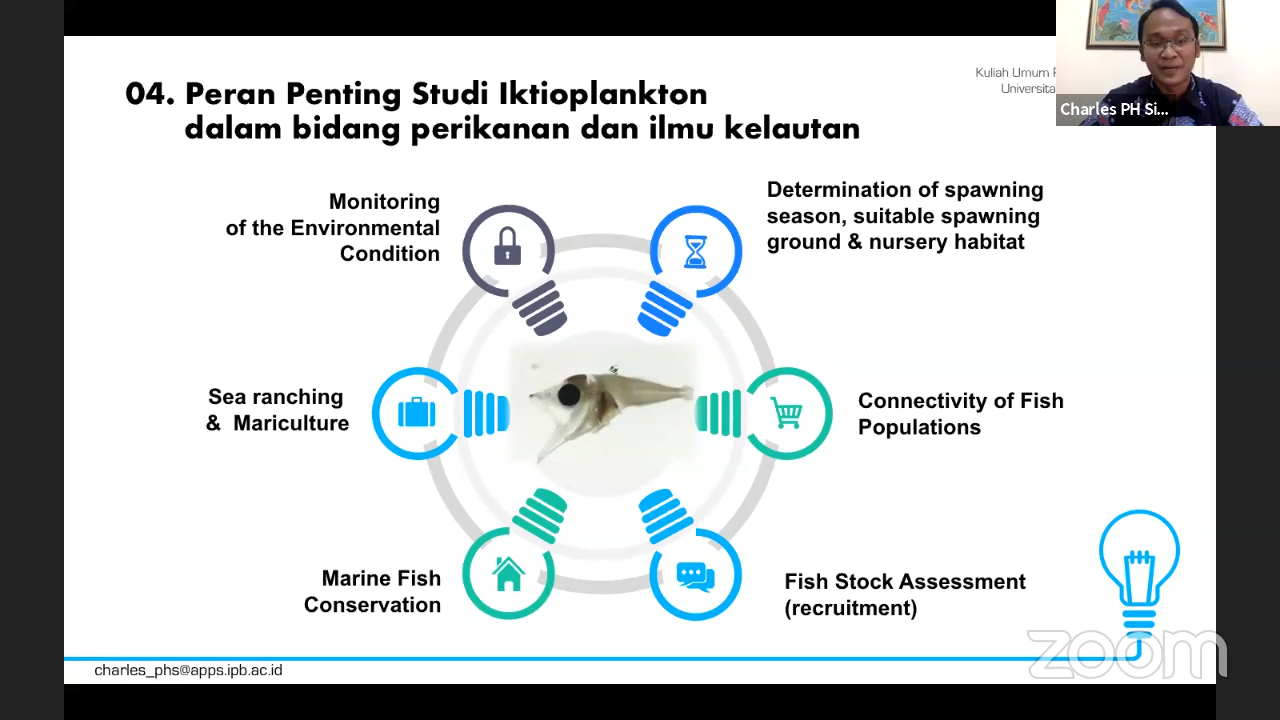 04. Peran Penting Studi Iktioplankton
dalam bidang perikanan dan ilmu kelautan
Kuliah Umum
Charles PH Si...
Monitoring
of the Environmental
Condition
Determination of spawning
season, suitable spawning
ground & nursery habitat
Sea ranching
& Mariculture
Connectivity of Fish
Populations
Marine Fish
Conservation
Fish Stock Assessment
(recruitment)
charles_phs@apps.ipb.ac.id
zoom